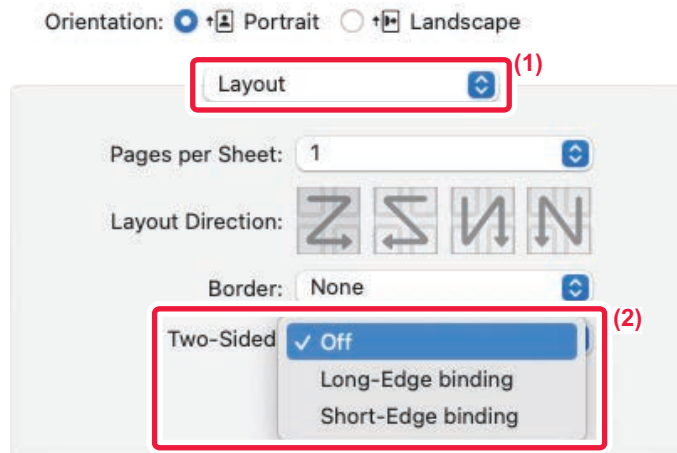 Orientation: Portrait Landscape
(1)
Layout
Pages per Sheet: 1
Layout Direction:
Border: None
(2)
Two-Sided ✓ Off
Long-Edge binding
Short-Edge binding